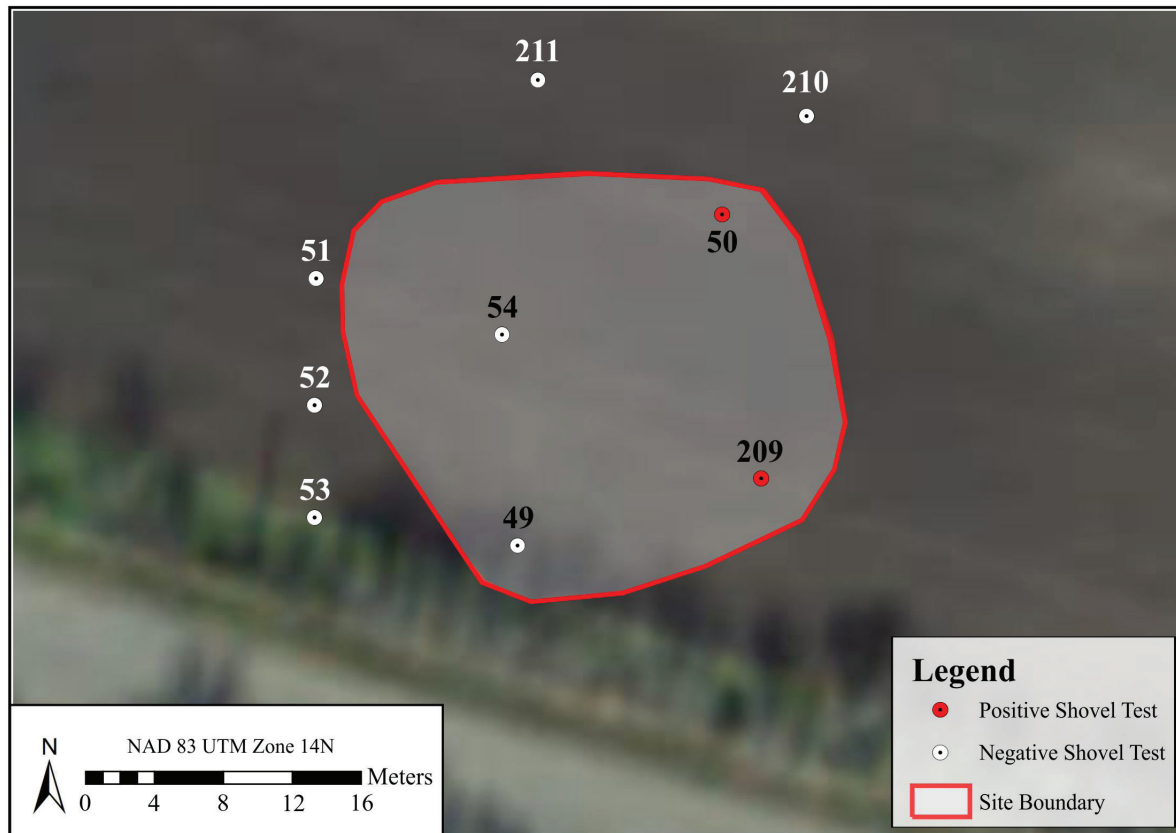 211
210
50
51
54
52
209
53
49
Legend
Positive Shovel Test
Negative Shovel Test
Site Boundary
N
NAD 83 UTM Zone 14N
Meters
0 4 8 12 16